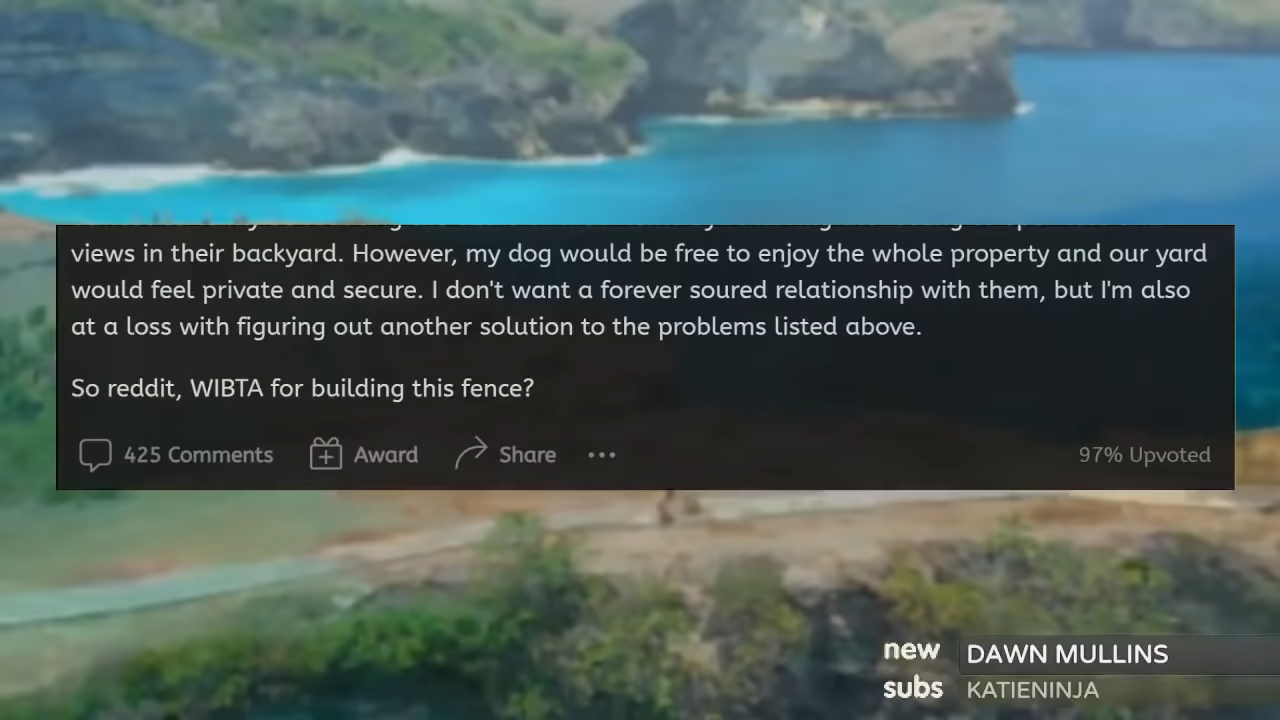 views in their backyard. However, my dog would be free to enjoy the whole property and our yard
would feel private and secure. I don't want a forever soured relationship with them, but I'm also
at a loss with figuring out another solution to the problems listed above.
So reddit, WIBTA for building this fence?
425 Comments Award Share ••• 97% Upvoted
new DAWN MULLINS
subs KATIENINJA